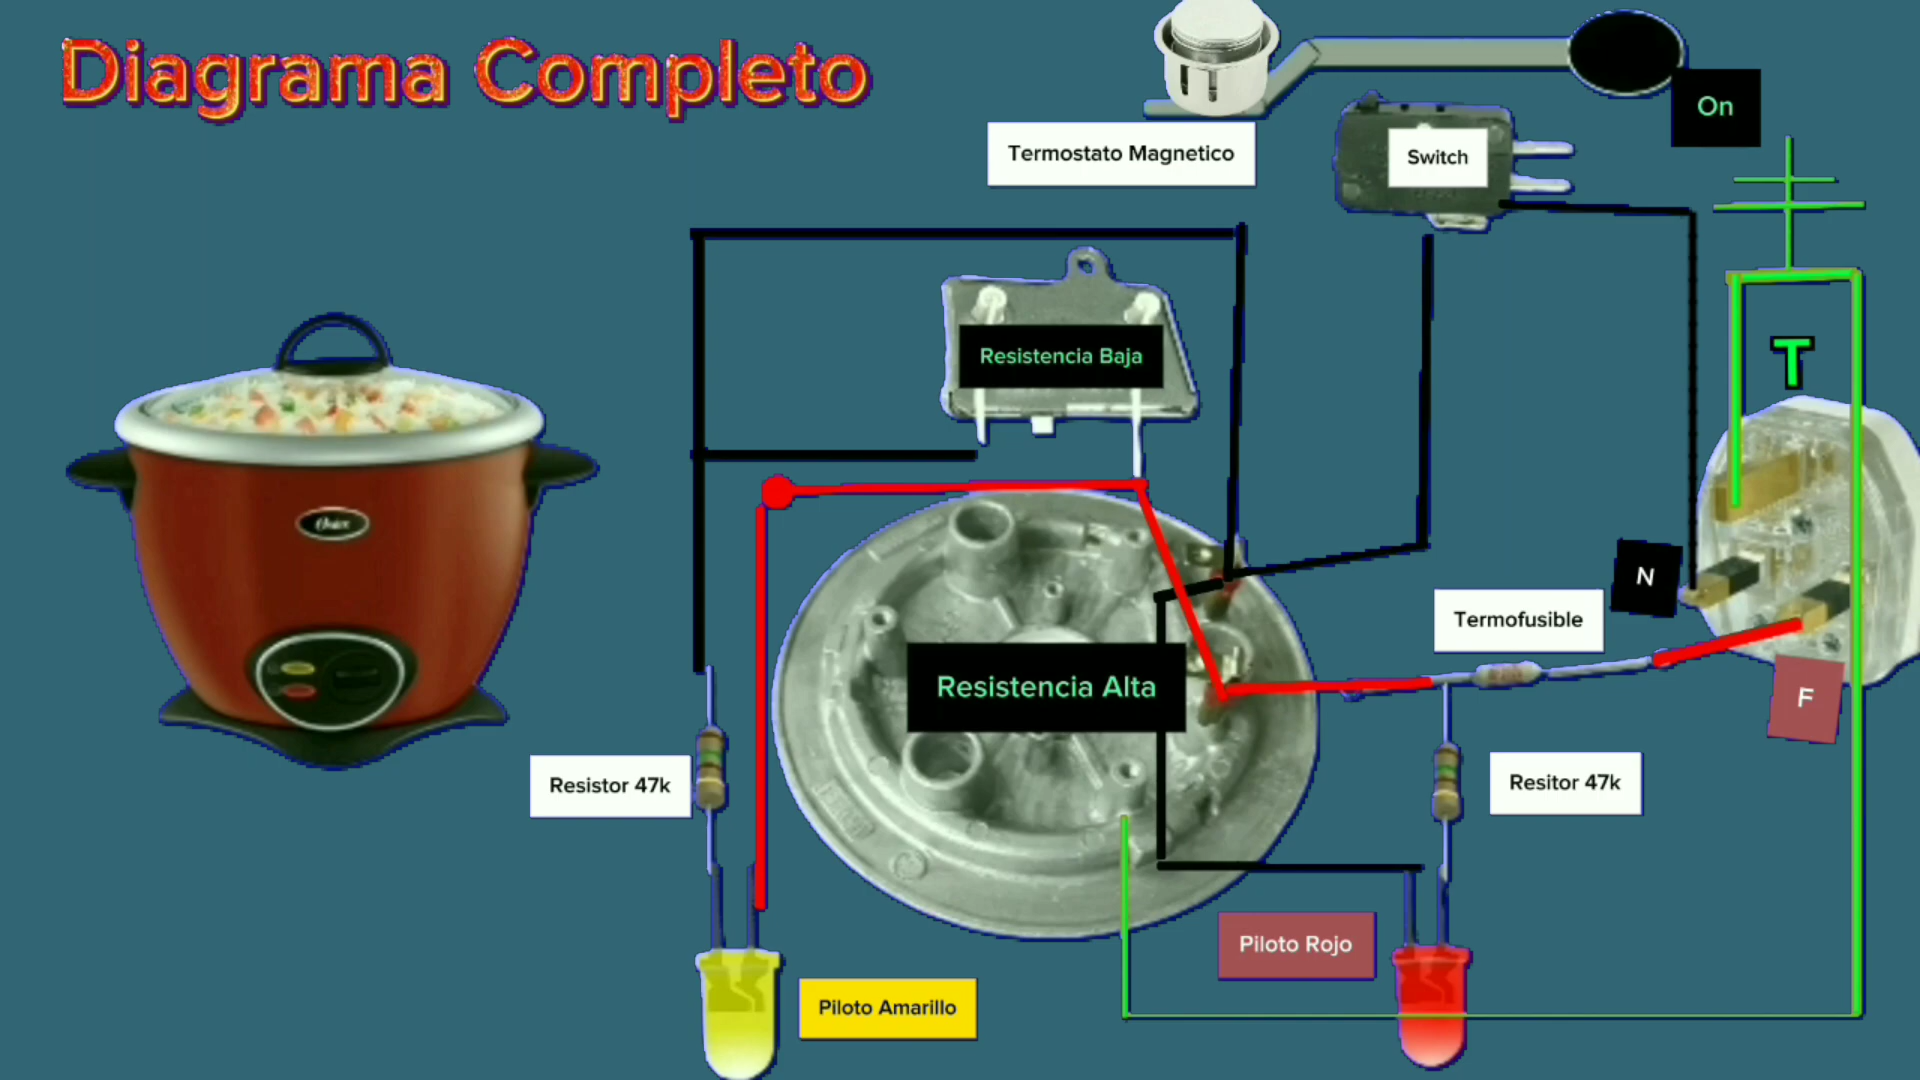 Diagrama Completo
On
Termostato Magnetico
Switch
Resistencia Baja
T
N
Termofusible
Resistencia Alta
F
Resistor 47k
Resitor 47k
Piloto Rojo
Piloto Amarillo
Oster